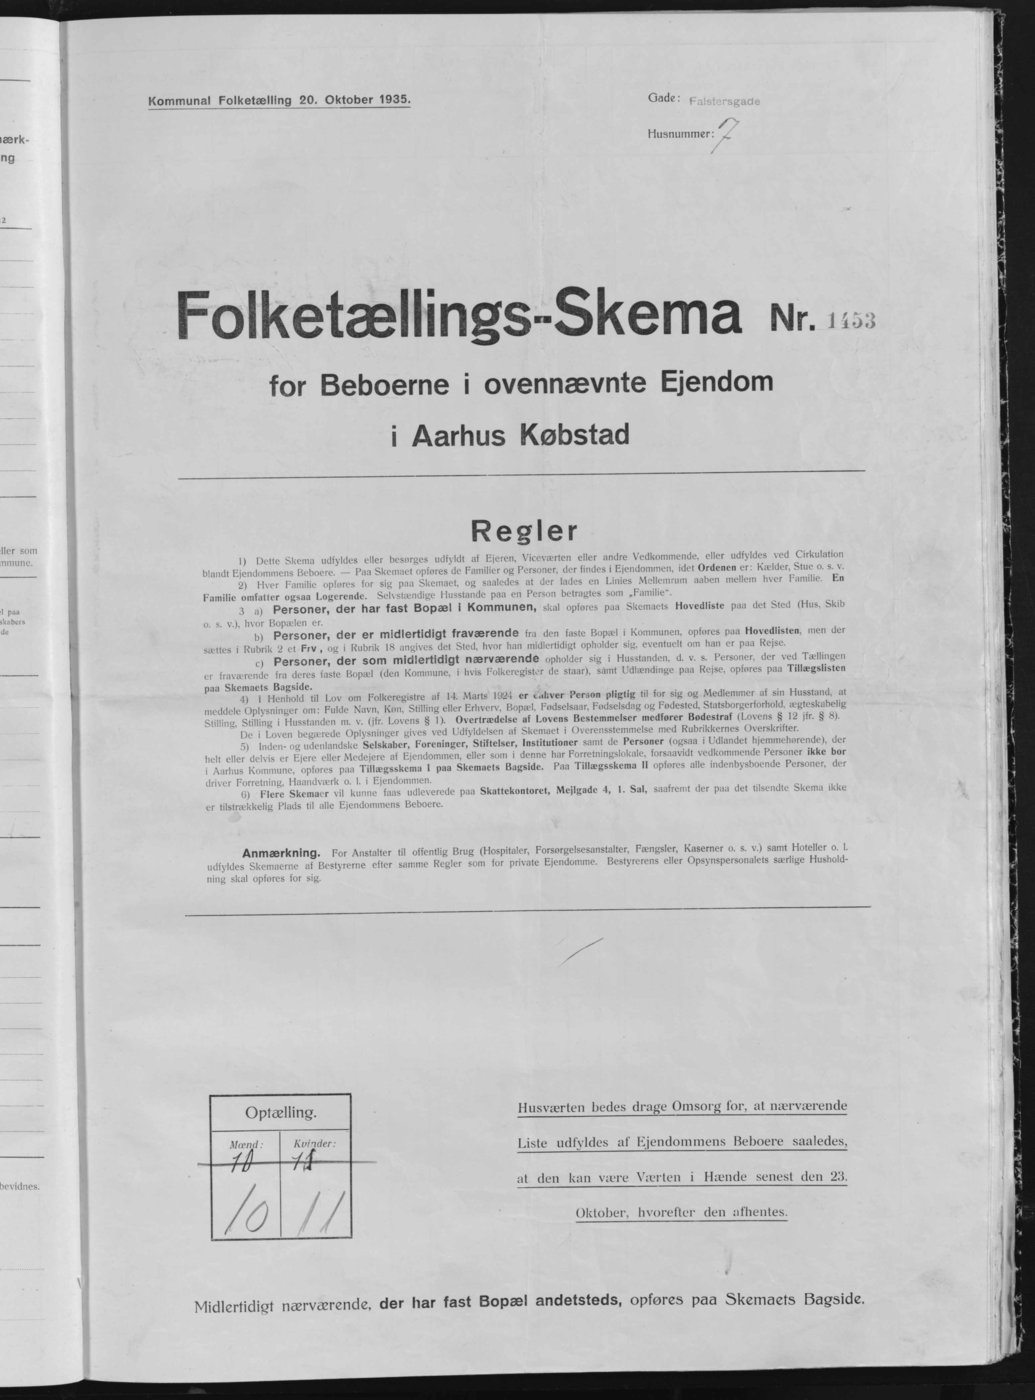 Kommunal Folketælling 20. Oktober 1935.
Gade: Falstersgade
Husnummer: 7
Folketællings-Skema Nr. 1453
for Beboerne i ovennævnte Ejendom
i Aarhus Købstad
Regler
1) Dette Skema udfyldes eller besørges udfyldt af Ejeren, Viceværten eller andre Vedkommende, eller udfyldes ved Cirkulation
blandt Ejendommens Beboere. — Paa Skemaet opføres de Familier og Personer, der findes i Ejendommen, idet Ordenen er: Kælder, Stue o. s. v.
2) Hver Familie opføres for sig paa Skemaet, og saaledes at der lades en Linies Mellemrum aaben mellem hver Familie. En
Familie omfatter ogsaa Logerende. Selvstændige Husstande paa en Person betragtes som „Familie“.
3 a) Personer, der har fast Bopæl i Kommunen, skal opføres paa Skemaets Hovedliste paa det Sted (Hus, Skib
o. s. v.), hvor Bopælen er.
b) Personer, der er midlertidigt fraværende fra den faste Bopæl i Kommunen, opføres paa Hovedlisten, men der
sættes i Rubrik 2 et Frv, og i Rubrik 18 angives det Sted, hvor han midlertidigt opholder sig, eventuelt om han er paa Rejse.
c) Personer, der som midlertidigt nærværende opholder sig i Husstanden, d. v. s. Personer, der ved Tællingen
er fraværende fra deres faste Bopæl (den Kommune, i hvis Folkeregister de staar), samt Udlændinge paa Rejse, opføres paa Tillægslisten
paa Skemaets Bagside.
4) I Henhold til Lov om Folkeregistre af 14. Marts 1924 er enhver Person pligtig til for sig og Medlemmer af sin Husstand, at
meddele Oplysninger om: Fulde Navn, Køn, Stilling eller Erhverv, Bopæl, Fødselsaar, Fødselsdag og Fødested, Statsborgerforhold, ægteskabelig
Stilling, Stilling i Husstanden m. v. (jfr. Lovens § 1). Overtrædelse af Lovens Bestemmelser medfører Bødestraf (Lovens § 12 jfr. § 8).
De i Loven begærede Oplysninger gives ved Udfyldelsen af Skemaet i Overensstemmelse med Rubrikkernes Overskrifter.
5) Inden- og udenlandske Selskaber, Foreninger, Stiftelser, Institutioner samt de Personer (ogsaa i Udlandet hjemmehørende), der
helt eller delvis er Ejere eller Medejere af Ejendommen, eller som i denne har Forretningslokale, forsaavidt vedkommende Personer ikke bor
i Aarhus Kommune, opføres paa Tillægsskema I paa Skemaets Bagside. Paa Tillægsskema II opføres alle indenbysboende Personer, der
driver Forretning, Haandværk o. l. i Ejendommen.
6) Flere Skemaer vil kunne faas udleverede paa Skattekontoret, Mejlgade 4, 1. Sal, saafremt der paa det tilsendte Skema ikke
er tilstrækkelig Plads til alle Ejendommens Beboere.
Anmærkning. For Anstalter til offentlig Brug (Hospitaler, Forsørgelsesanstalter, Fængsler, Kaserner o. s. v.) samt Hoteller o. l.
udfyldes Skemaerne af Bestyrerne efter samme Regler som for private Ejendomme. Bestyrerens eller Opsynspersonalets særlige Hushold-
ning skal opføres for sig.
Optælling.
Mænd: Kvinder:
10 11
Husværten bedes drage Omsorg for, at nærværende
Liste udfyldes af Ejendommens Beboere saaledes,
at den kan være Værten i Hænde senest den 23.
Oktober, hvorefter den afhentes.
Midlertidigt nærværende, der har fast Bopæl andetsteds, opføres paa Skemaets Bagside.
ærk-
ng
2
ller som
mmune.
l paa
skabers
de
bevidnes.